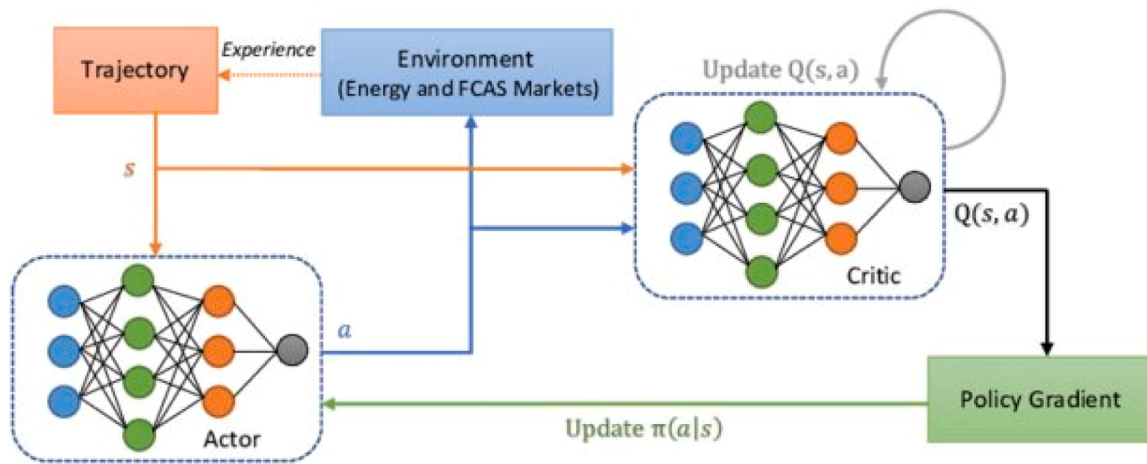 Trajectory
Experience
Environment
(Energy and FCAS Markets)
Update Q(s, a)
s
Critic
Q(s, a)
a
Actor
Update π(a|s)
Policy Gradient